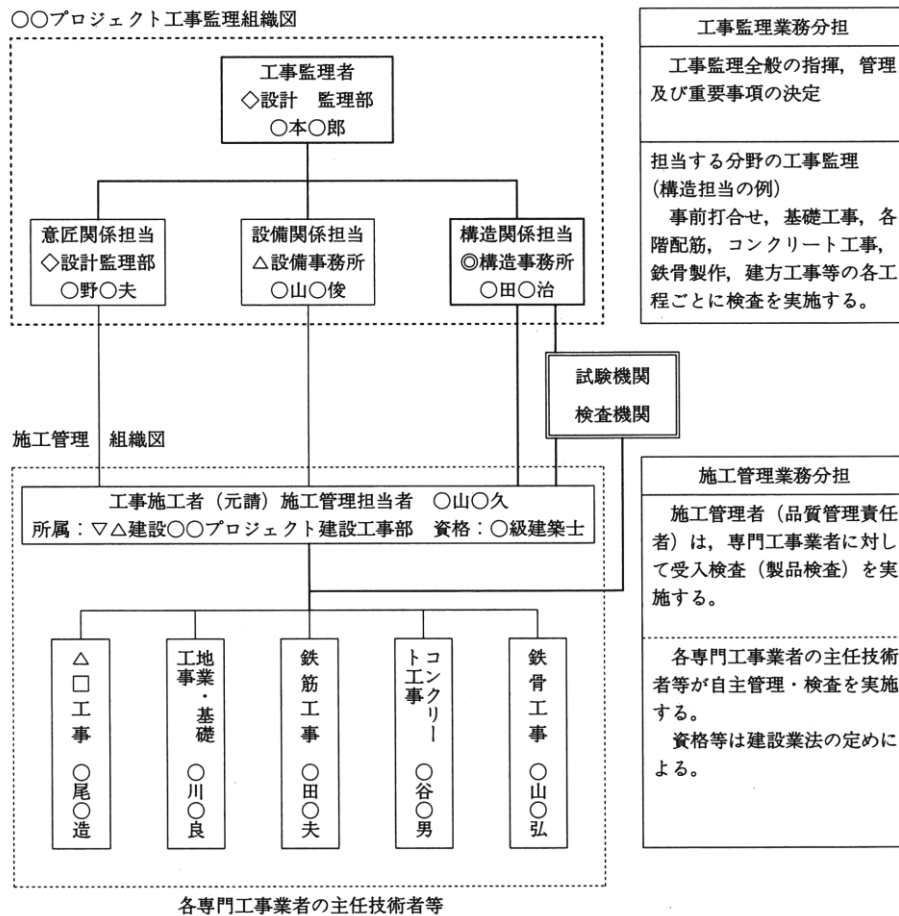 ○○プロジェクト工事監理組織図
工事監理者
◇設計　監理部
○本○郎
意匠関係担当
◇設計監理部
○野○夫
設備関係担当
△設備事務所
○山○俊
構造関係担当
◎構造事務所
○田○治
工事監理業務分担
工事監理全般の指揮，管理
及び重要事項の決定
担当する分野の工事監理
(構造担当の例)
事前打合せ，基礎工事，各
階配筋，コンクリート工事，
鉄骨製作，建方工事等の各工
程ごとに検査を実施する。
試験機関
検査機関
施工管理　組織図
工事施工者（元請）施工管理担当者　○山○久
所属：▽△建設○○プロジェクト建設工事部　資格：○級建築士
△□工事　○尾○造
地業・基礎
工事
○川○良
鉄筋工事　○田○夫
コンクリー
ト工事
○谷○男
鉄骨工事　○山○弘
各専門工事業者の主任技術者等
施工管理業務分担
施工管理者（品質管理責任
者）は，専門工事業者に対し
て受入検査（製品検査）を実
施する。
各専門工事業者の主任技術
者等が自主管理・検査を実施
する。
資格等は建設業法の定めに
よる。